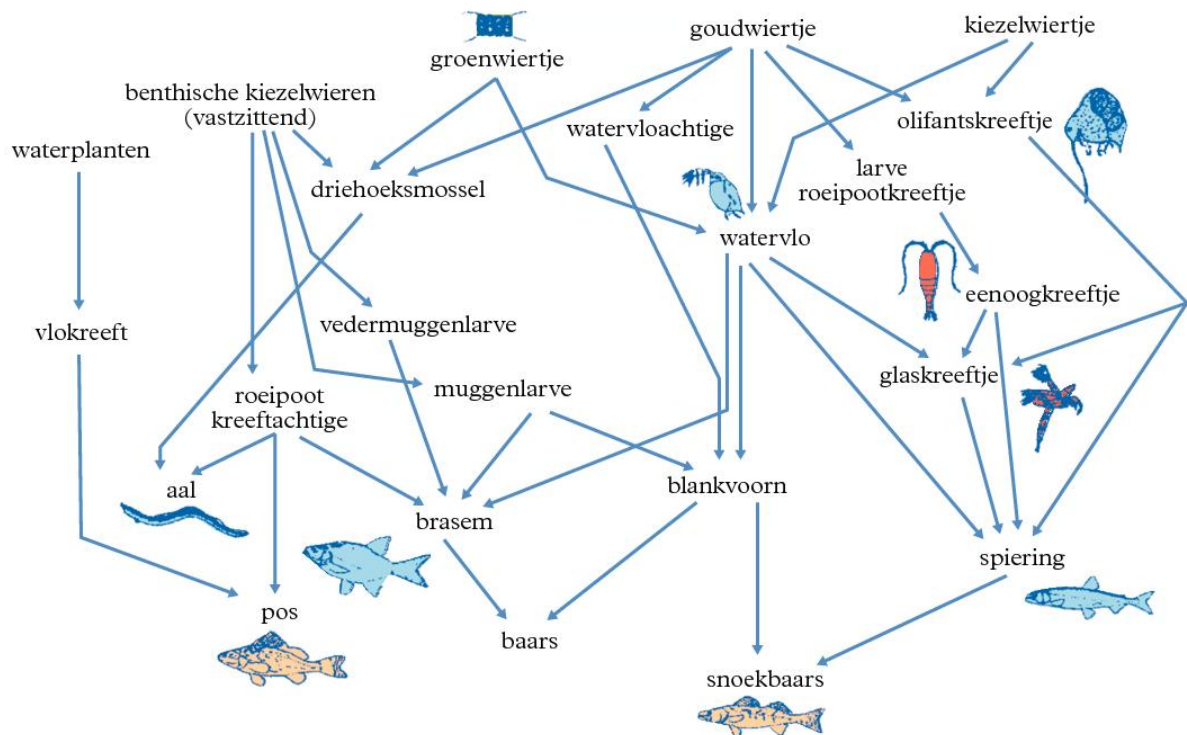 goudwiertje
kiezelwiertje
groenwiertje
benthische kiezelwieren
(vastzittend)
watervloachtige
olifantskreeftje
waterplanten
larve
roeipootkreeftje
driehoeksmossel
watervlo
eenoogkreeftje
vlokreeft
vedermuggenlarve
glaskreeftje
muggenlarve
roeipoot
kreeftachtige
aal
blankvoorn
brasem
spiering
pos
baars
snoekbaars